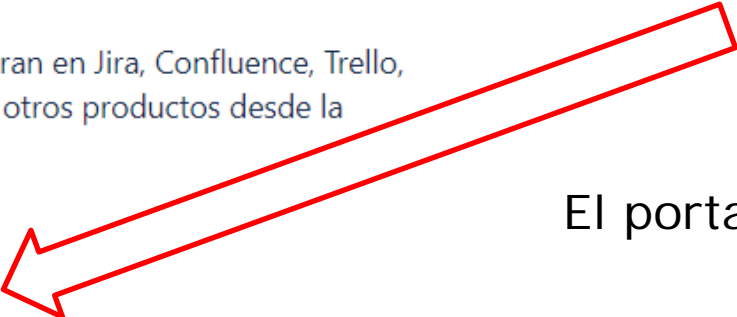 ran en Jira, Confluence, Trello,
otros productos desde la
El porta